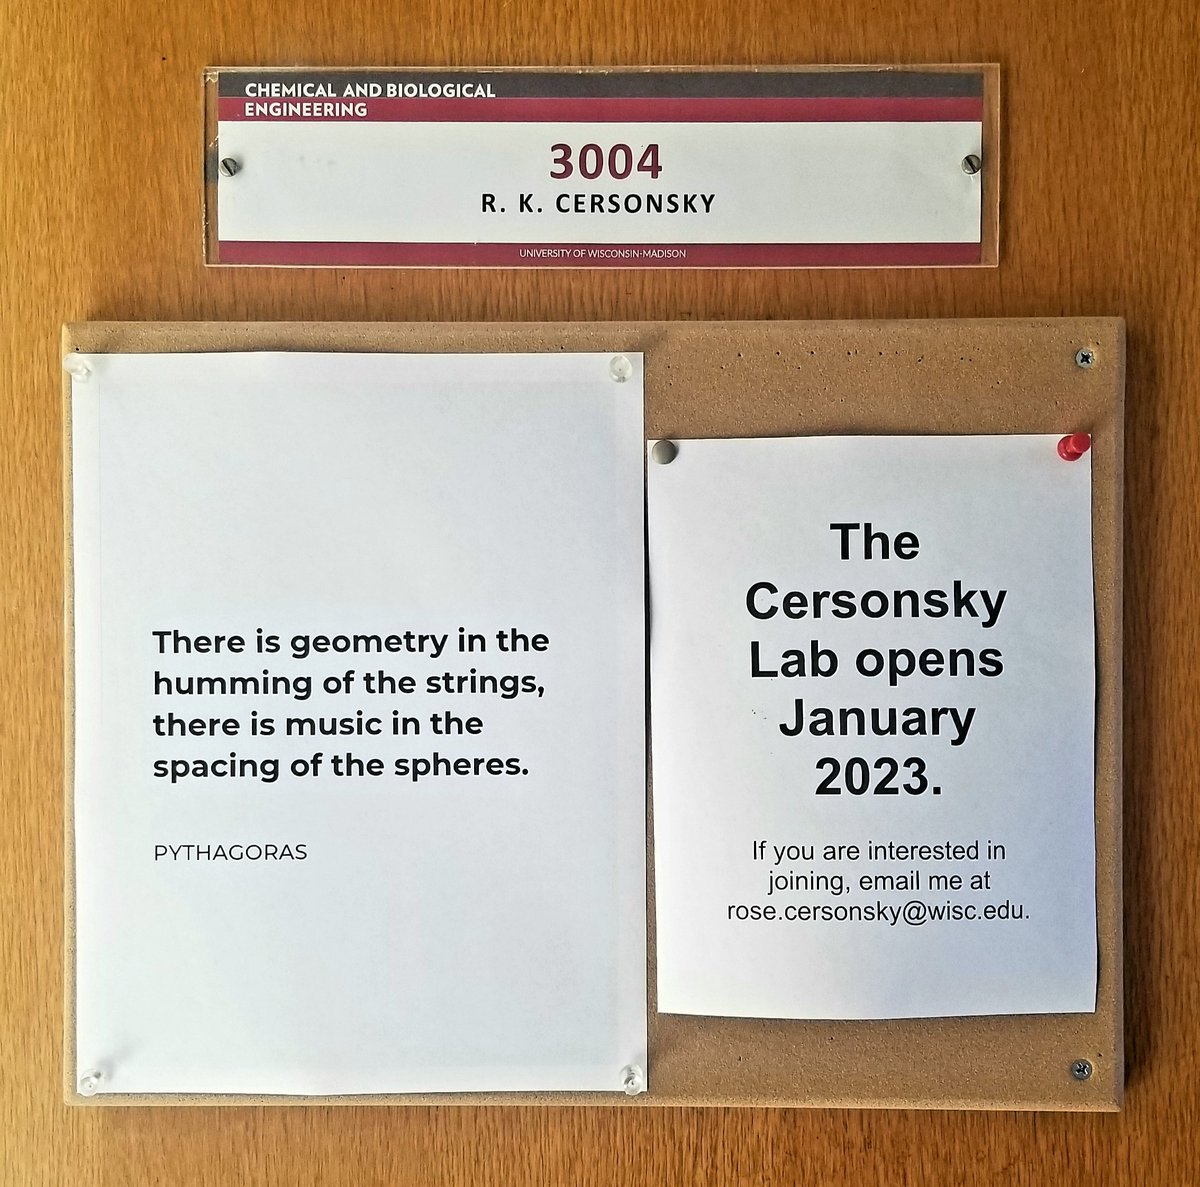 CHEMICAL AND BIOLOGICAL
ENGINEERING
3004
R. K. CERSONSKY
UNIVERSITY OF WISCONSIN-MADISON
There is geometry in the
humming of the strings,
there is music in the
spacing of the spheres.
PYTHAGORAS
The
Cersonsky
Lab opens
January
2023.
If you are interested in
joining, email me at
rose.cersonsky@wisc.edu.